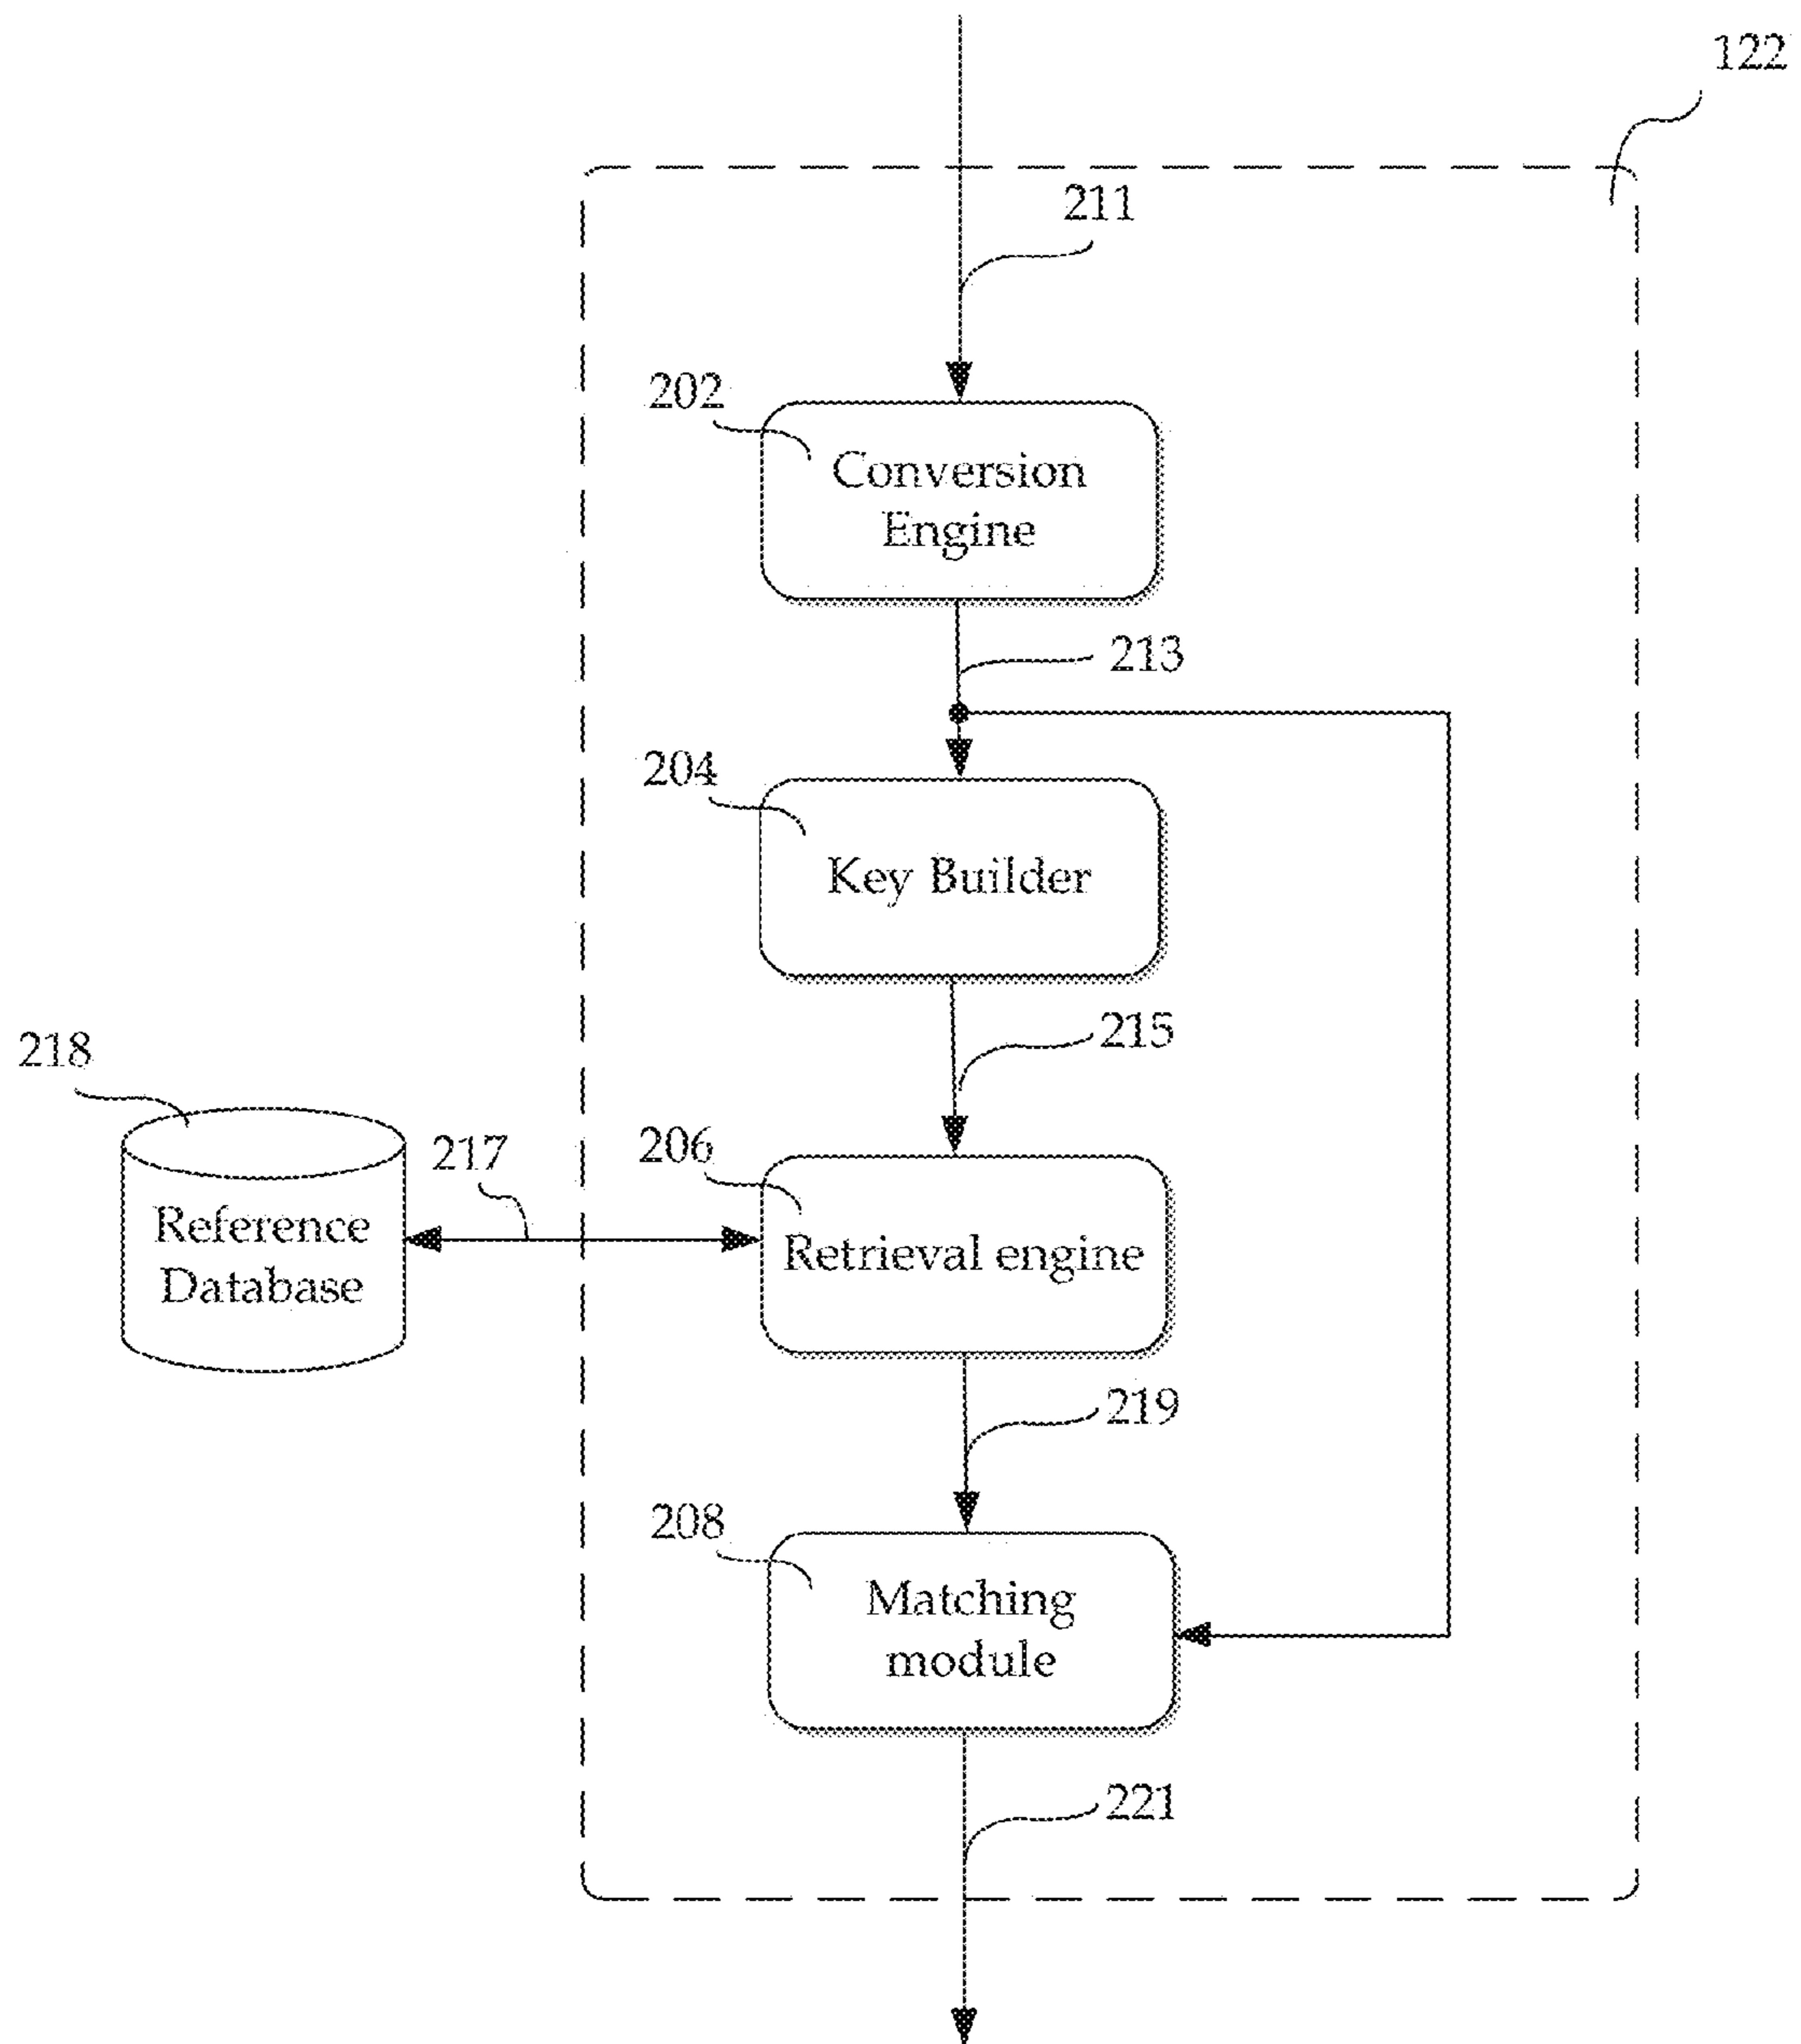 122
211
202
Conversion
Engine
213
204
Key Builder
215
218
217
206
Reference
Database
Retrieval engine
219
208
Matching
module
221